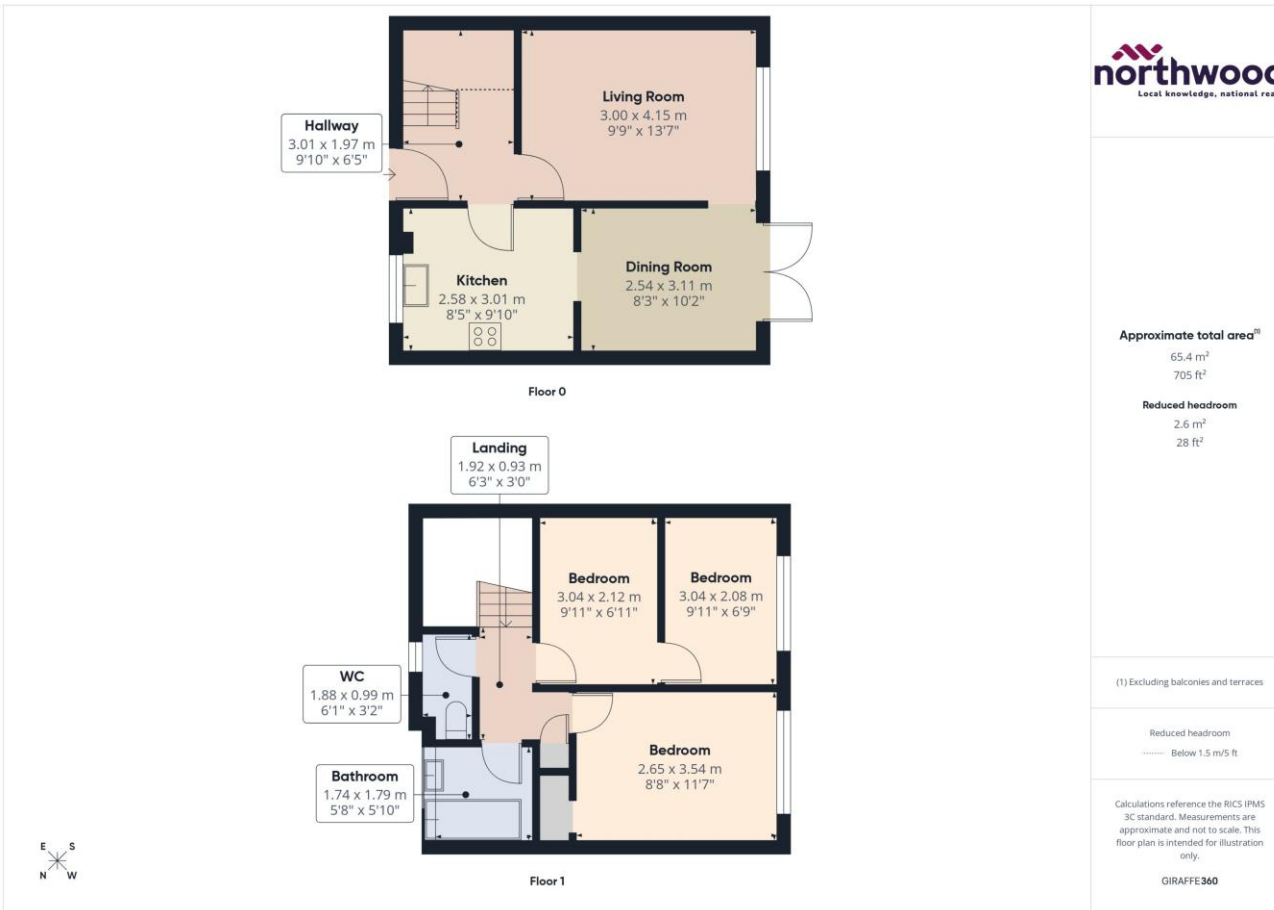 Hallway
3.01 x 1.97 m
9'10" x 6'5"
Living Room
3.00 x 4.15 m
9'9" x 13'7"
Kitchen
2.58 x 3.01 m
8'5" x 9'10"
Dining Room
2.54 x 3.11 m
8'3" x 10'2"
Floor 0
Landing
1.92 x 0.93 m
6'3" x 3'0"
Bedroom
3.04 x 2.12 m
9'11" x 6'11"
Bedroom
3.04 x 2.08 m
9'11" x 6'9"
WC
1.88 x 0.99 m
6'1" x 3'2"
Bathroom
1.74 x 1.79 m
5'8" x 5'10"
Bedroom
2.65 x 3.54 m
8'8" x 11'7"
Floor 1
E S
N W
northwood
Local knowledge, national rea
Approximate total area(1)
65.4 m²
705 ft²
Reduced headroom
2.6 m²
28 ft²
(1) Excluding balconies and terraces
Reduced headroom
Below 1.5 m/5 ft
Calculations reference the RICS IPMS
3C standard. Measurements are
approximate and not to scale. This
floor plan is intended for illustration
only.
GIRAFFE360